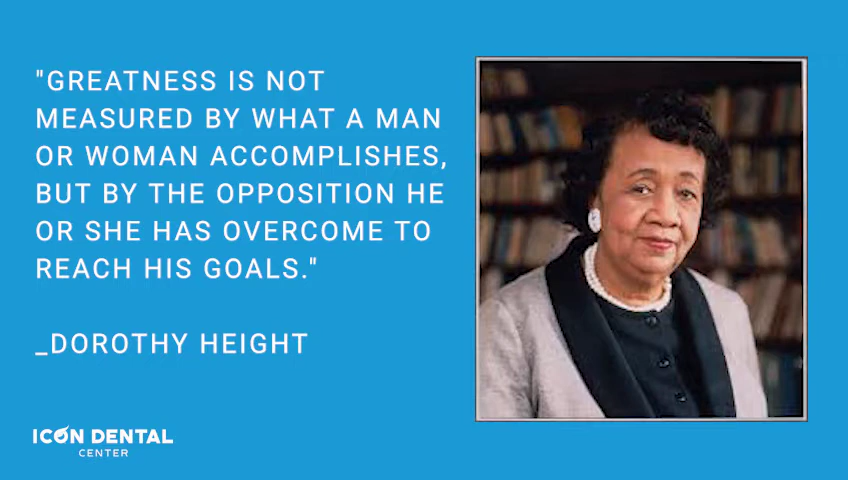 "GREATNESS IS NOT
MEASURED BY WHAT A MAN
OR WOMAN ACCOMPLISHES,
BUT BY THE OPPOSITION HE
OR SHE HAS OVERCOME TO
REACH HIS GOALS."
_DOROTHY HEIGHT
ICON DENTAL
CENTER